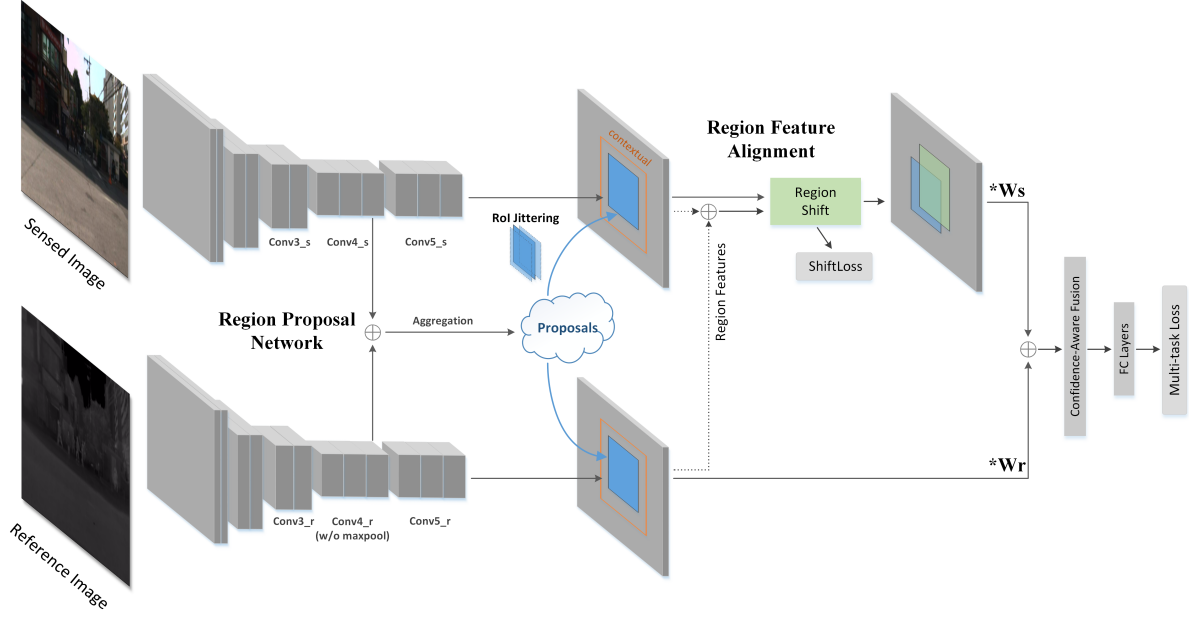 Sensed Image
Conv3_s
Conv4_s
Conv5_s
RoI Jittering
contextual
Region Feature
Alignment
Region
Shift
ShiftLoss
*Ws
Region Proposal
Network
Aggregation
Proposals
Region Features
Confidence-Aware Fusion
FC Layers
Multi-task Loss
Reference Image
Conv3_r
Conv4_r
(w/o maxpool)
Conv5_r
*Wr